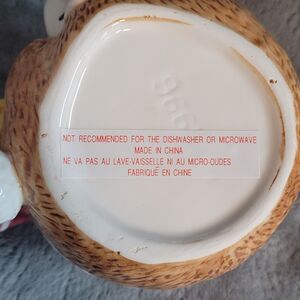 NOT RECOMMENDED FOR THE DISHWASHER OR MICROWAVE
MADE IN CHINA
NE VA PAS AU LAVE-VAISSELLE NI AU MICRO-OUDES
FABRIQUE EN CHINE